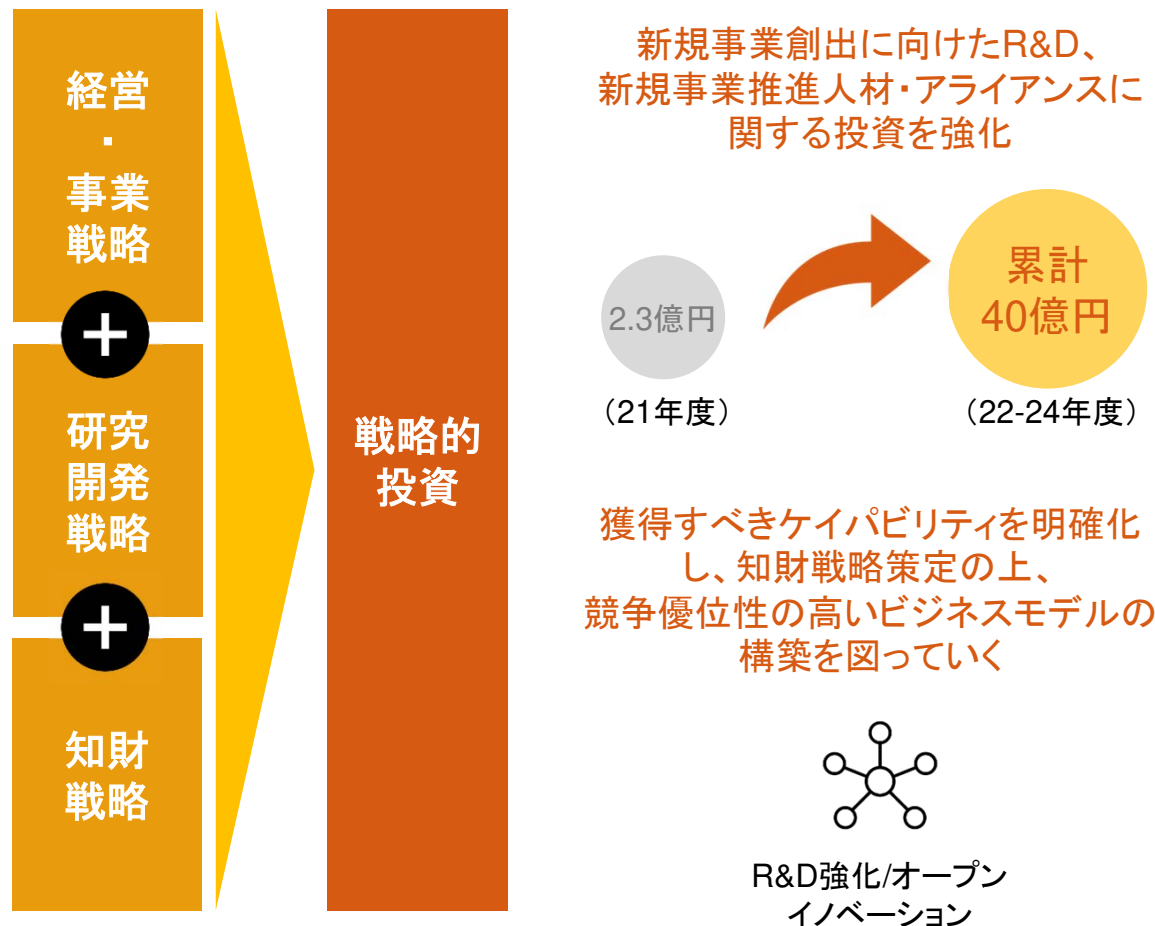 経営
・
事業
戦略
+
研究
開発
戦略
+
知財
戦略
戦略的
投資
新規事業創出に向けたR&D、
新規事業推進人材・アライアンスに
関する投資を強化
2.3億円
（21年度）
累計
40億円
（22-24年度）
獲得すべきケイパビリティを明確化
し、知財戦略策定の上、
競争優位性の高いビジネスモデルの
構築を図っていく
R&D強化/オープン
イノベーション